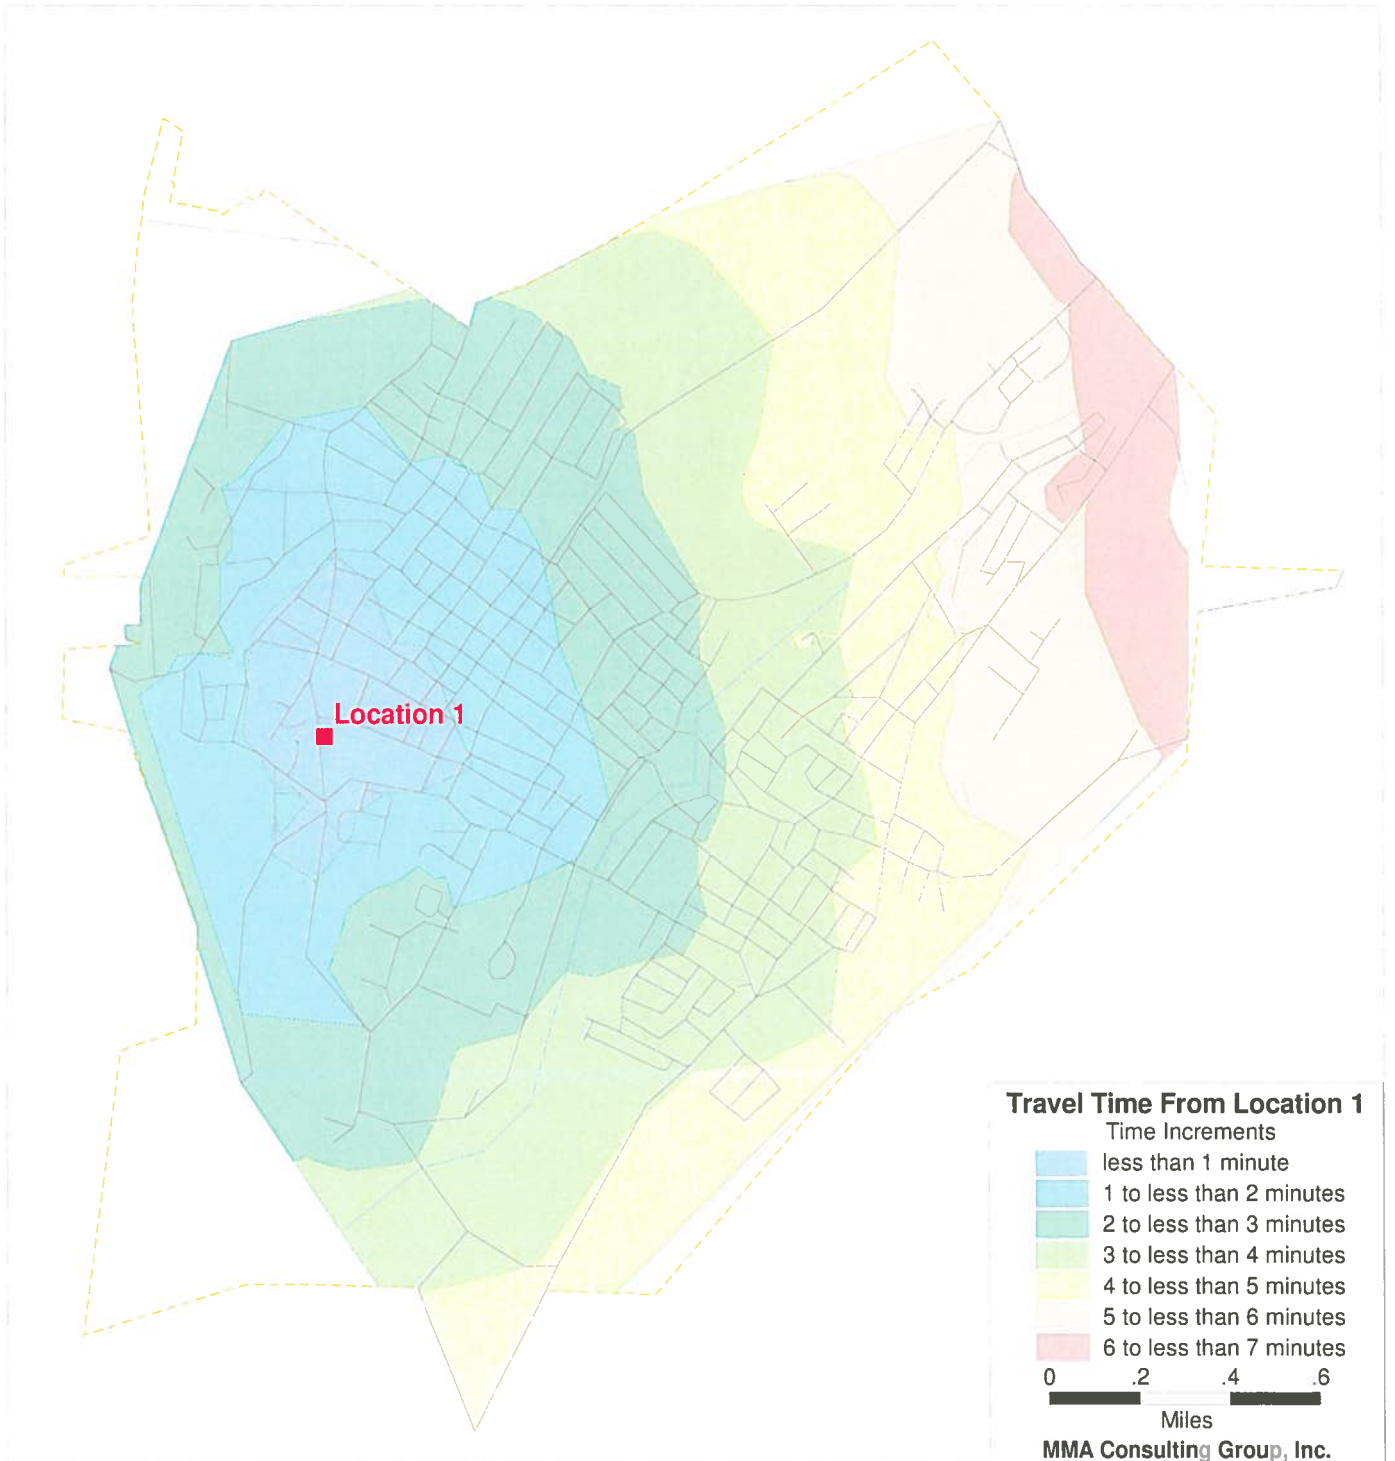 Location 1
Travel Time From Location 1
Time Increments
less than 1 minute
1 to less than 2 minutes
2 to less than 3 minutes
3 to less than 4 minutes
4 to less than 5 minutes
5 to less than 6 minutes
6 to less than 7 minutes
0 .2 .4 .6
Miles
MMA Consulting Group, Inc.